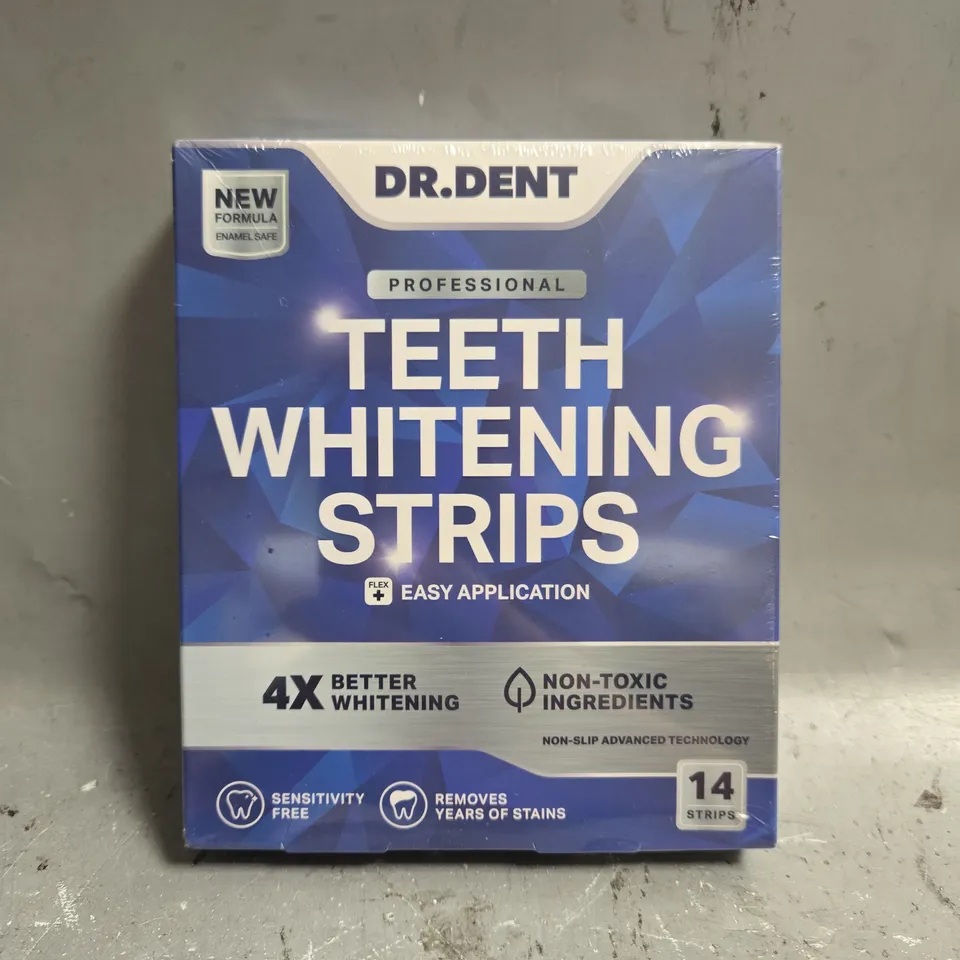 DR.DENT
NEW
FORMULA
ENAMEL SAFE
PROFESSIONAL
TEETH
WHITENING
STRIPS
FLEX
+
EASY APPLICATION
4X BETTER
WHITENING
NON-TOXIC
INGREDIENTS
NON-SLIP ADVANCED TECHNOLOGY
SENSITIVITY
FREE
REMOVES
YEARS OF STAINS
14
STRIPS